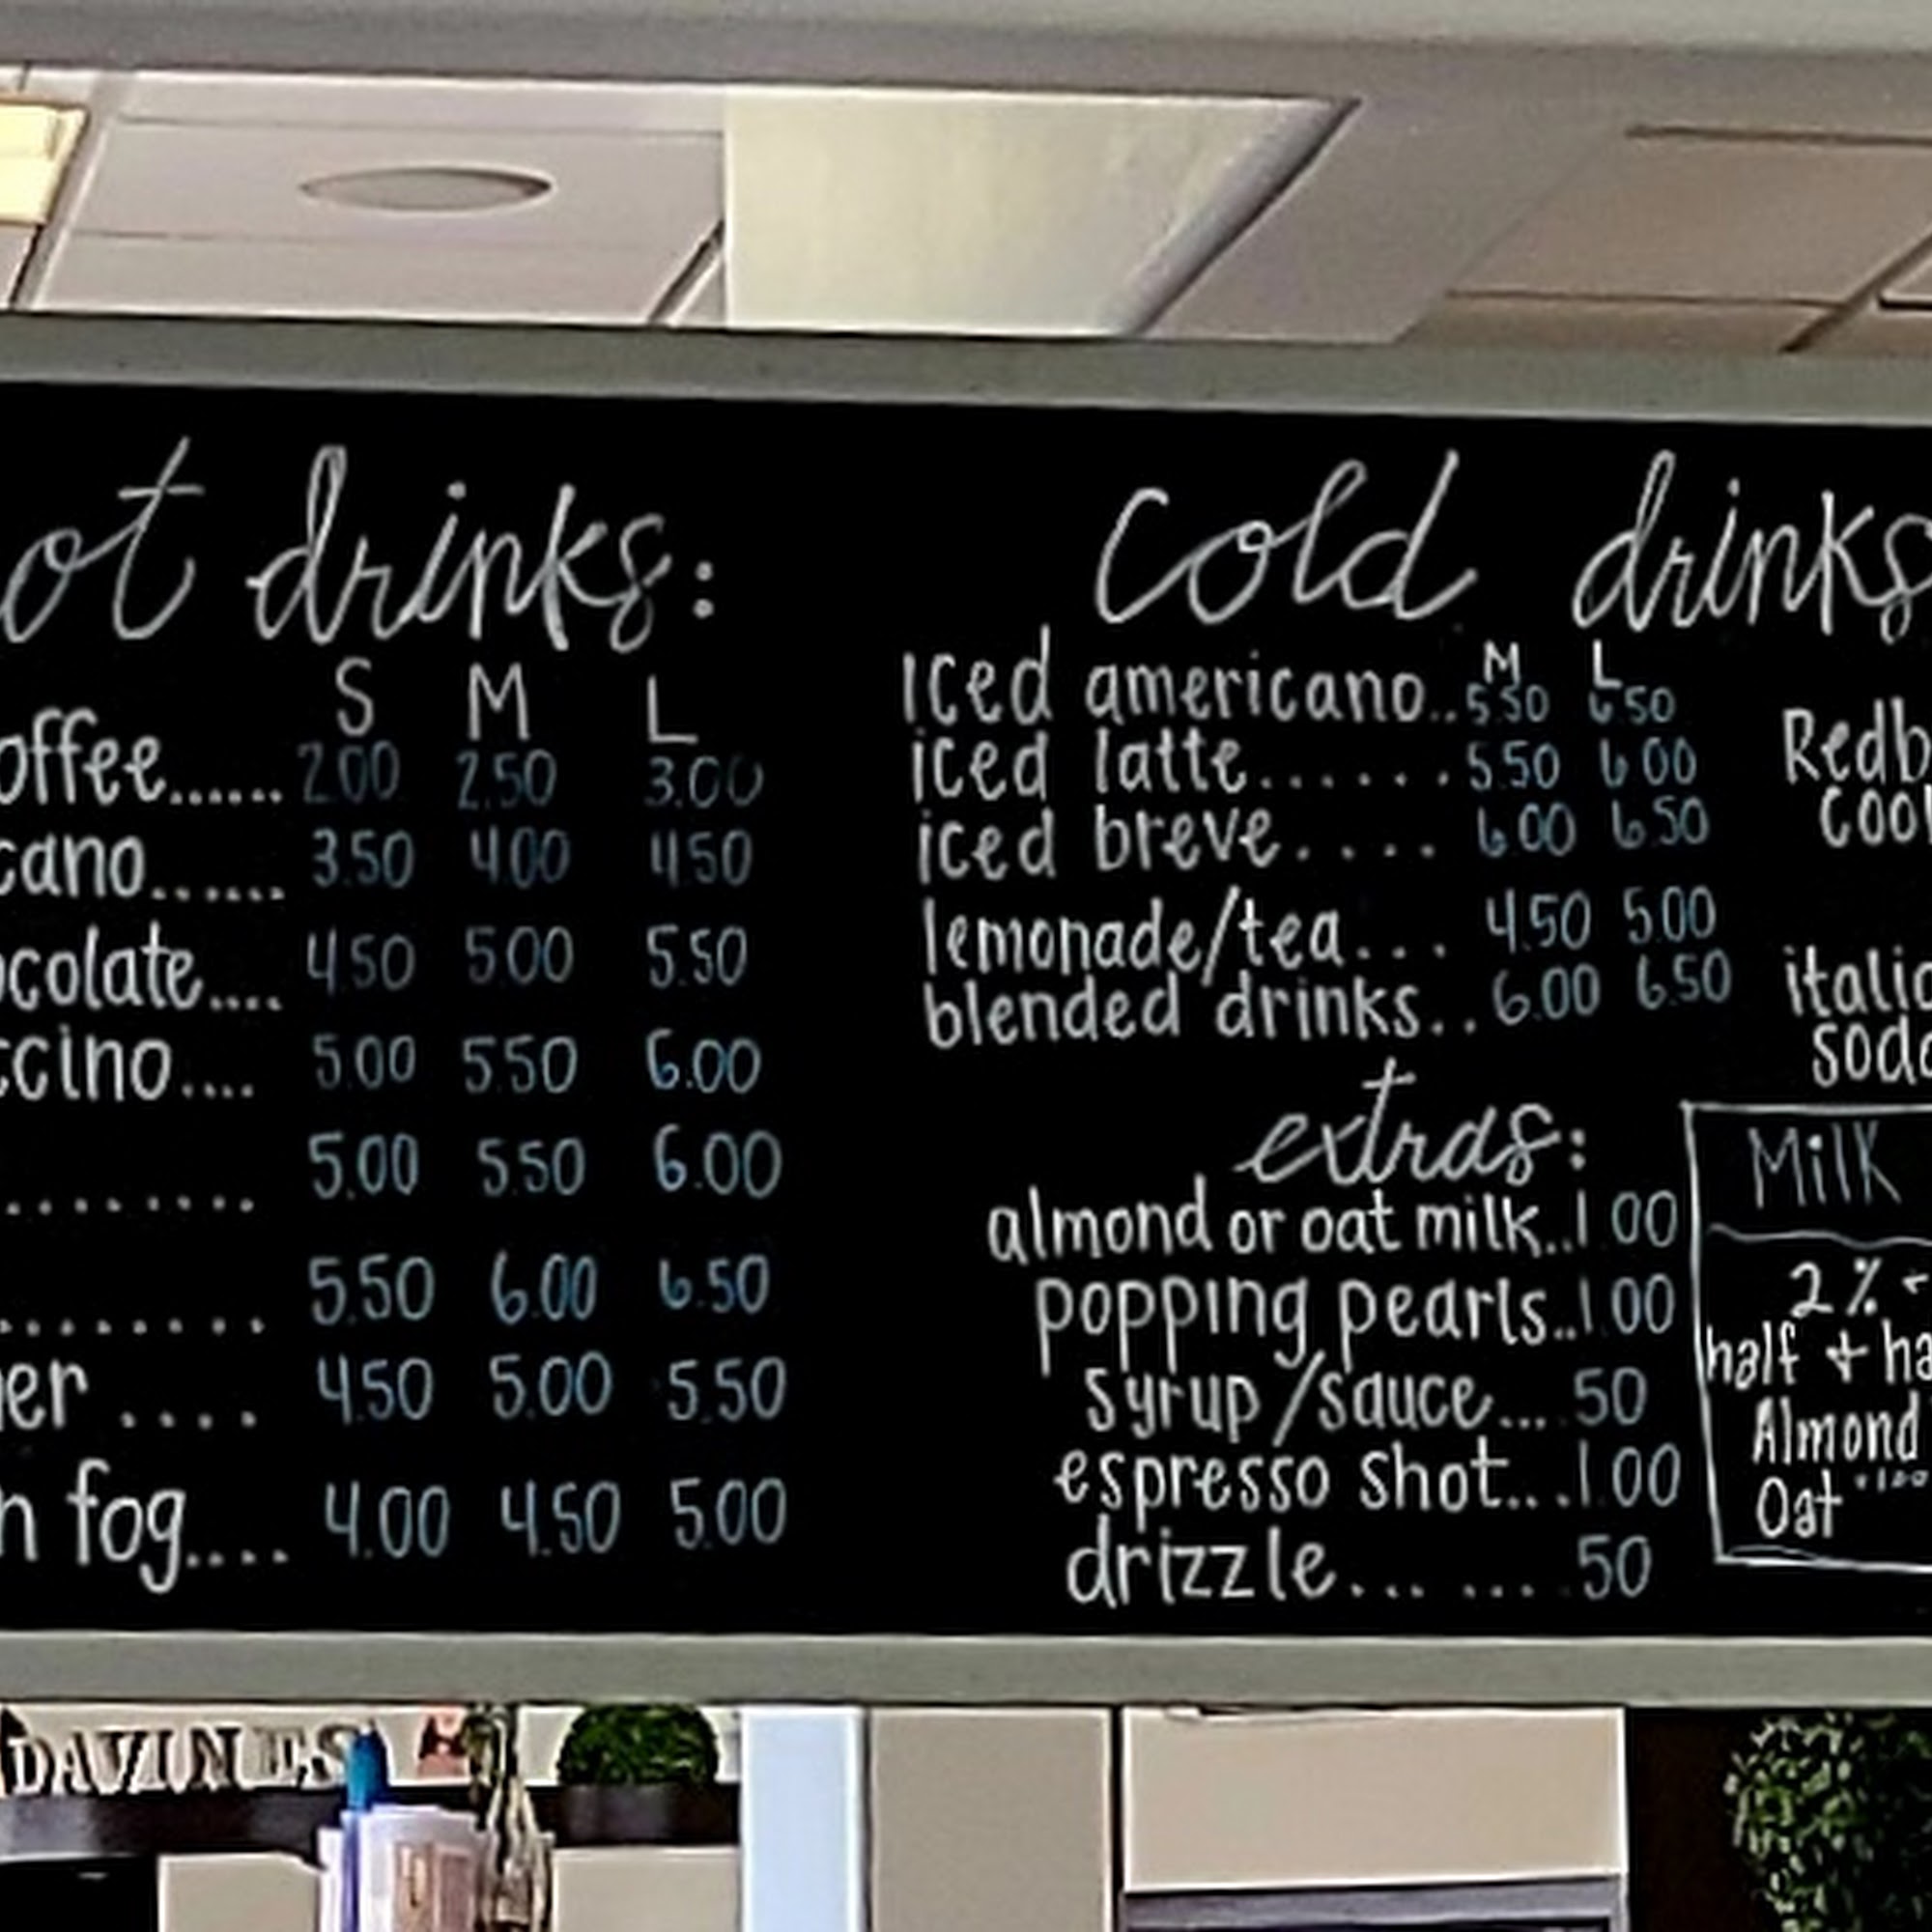 ot drinks:
S M L
offee...... 2.00 2.50 3.00
cano...... 3.50 4.00 4.50
ocolate.... 4.50 5.00 5.50
ccino.... 5.00 5.50 6.00
......... 5.00 5.50 6.00
......... 5.50 6.00 6.50
er .... 4.50 5.00 5.50
n fog.... 4.00 4.50 5.00
cold drinks
M L
iced americano.. 5.50 6.50
iced latte...... 5.50 6.00
iced breve.... 6.00 6.50
lemonade/tea... 4.50 5.00
blended drinks.. 6.00 6.50
extras:
almond or oat milk.. 1.00
popping pearls.. 1.00
syrup/sauce... .50
espresso shot... 1.00
drizzle... ... .50
Redb
coo
italia
soda
Milk
2%
half + ha
Almond
Oat
DAVINES